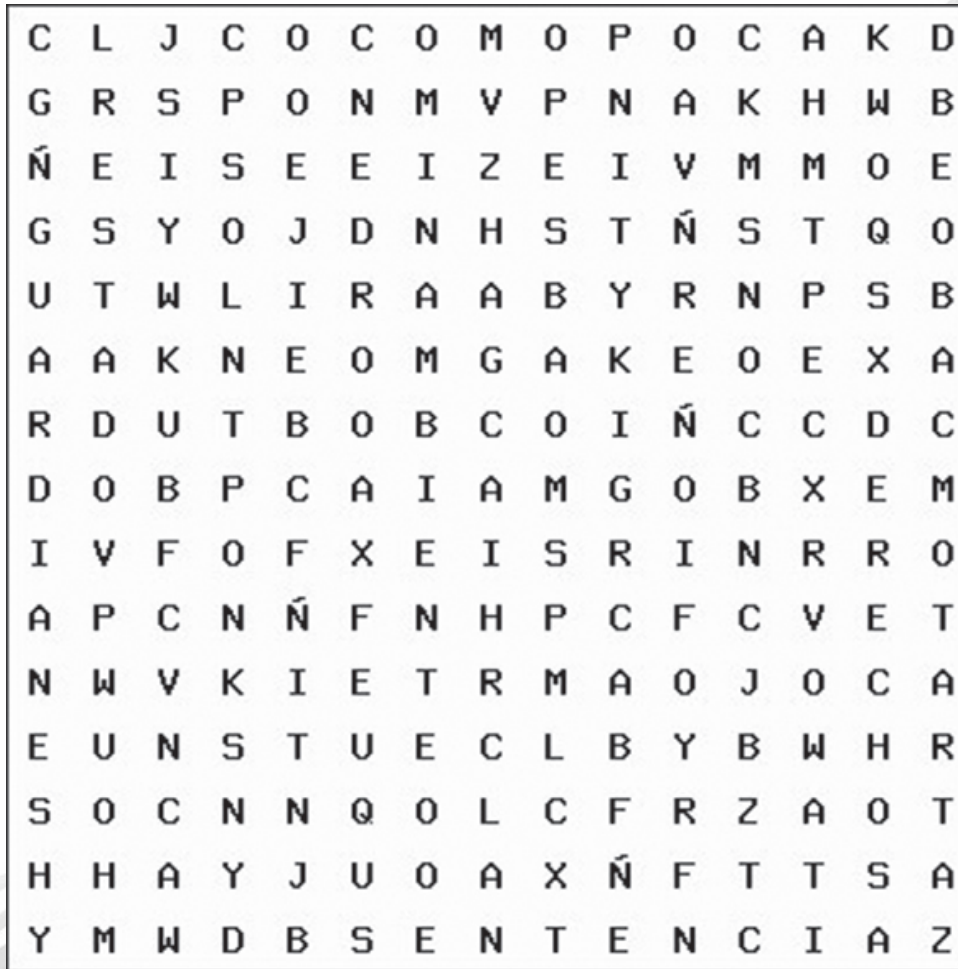 C L J C O C O M O P O C A K D
G R S P O N M V P N A K H W B
Ñ E I S E E I Z E I V M M O E
G S Y O J D N H S T Ñ S T Q O
U T W L I R A A B Y R N P S B
A A K N E O M G A K E O E X A
R D U T B O B C O I Ñ C C D C
D O B P C A I A M G O B X E M
I V F O F X E I S R I N R R O
A P C N Ñ F N H P C F C V E T
N W V K I E T R M A O J O C A
E U N S T U E C L B Y B W H R
S O C N N Q O L C F R Z A O T
H H A Y J U O A X Ñ F T T S A
Y M W D B S E N T E N C I A Z